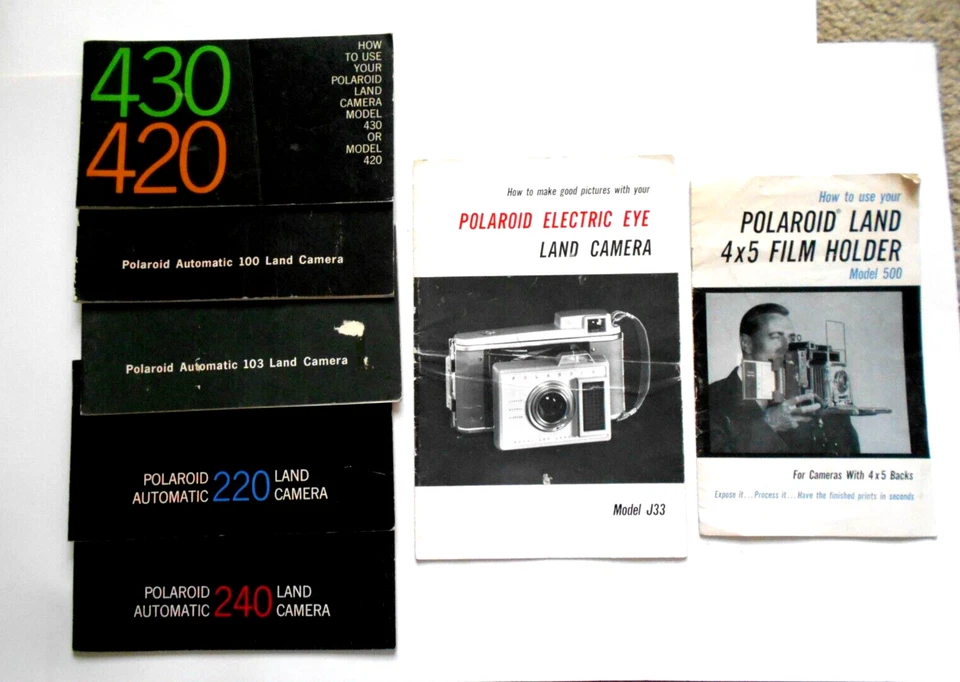 430
420
HOW
TO USE
YOUR
POLAROID
LAND
CAMERA
MODEL
430
OR
MODEL
420
Polaroid Automatic 100 Land Camera
Polaroid Automatic 103 Land Camera
POLAROID AUTOMATIC 220 LAND CAMERA
POLAROID AUTOMATIC 240 LAND CAMERA
How to make good pictures with your
POLAROID ELECTRIC EYE
LAND CAMERA
POLAROID
Model J33
How to use your
POLAROID® LAND
4x5 FILM HOLDER
Model 500
For Cameras With 4x5 Backs
Expose it...Process it...Have the finished prints in seconds